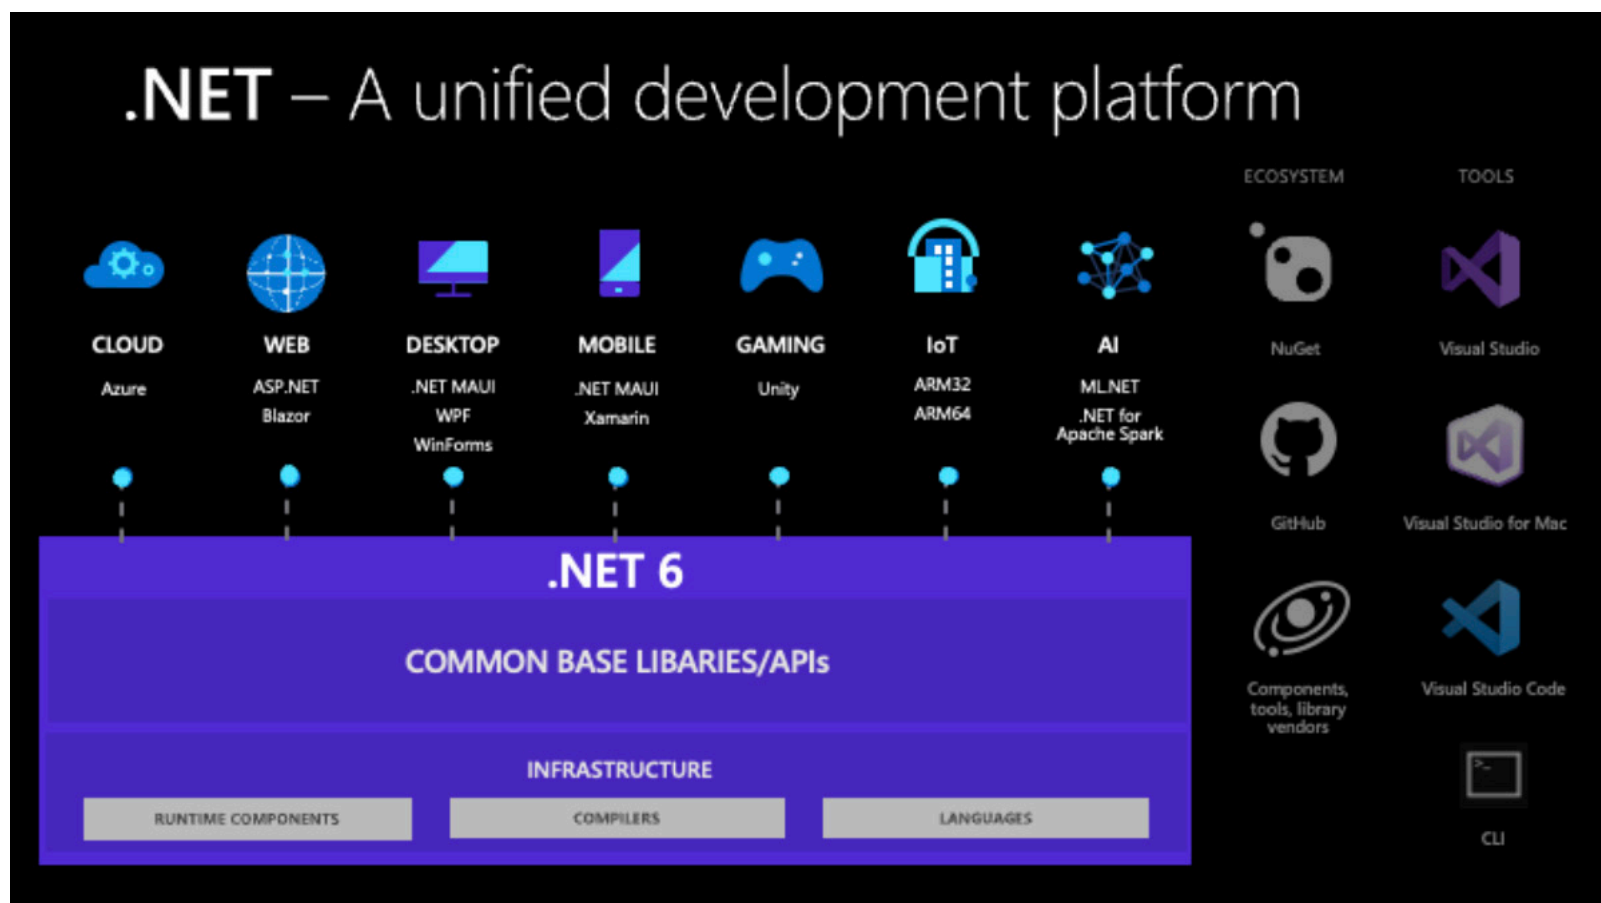 .NET – A unified development platform
ECOSYSTEM
TOOLS
CLOUD
Azure
WEB
ASP.NET
Blazor
DESKTOP
.NET MAUI
WPF
WinForms
MOBILE
.NET MAUI
Xamarin
GAMING
Unity
IoT
ARM32
ARM64
AI
ML.NET
.NET for
Apache Spark
NuGet
GitHub
Components,
tools, library
vendors
Visual Studio
Visual Studio for Mac
Visual Studio Code
>_
CLI
.NET 6
COMMON BASE LIBARIES/APIs
INFRASTRUCTURE
RUNTIME COMPONENTS
COMPILERS
LANGUAGES